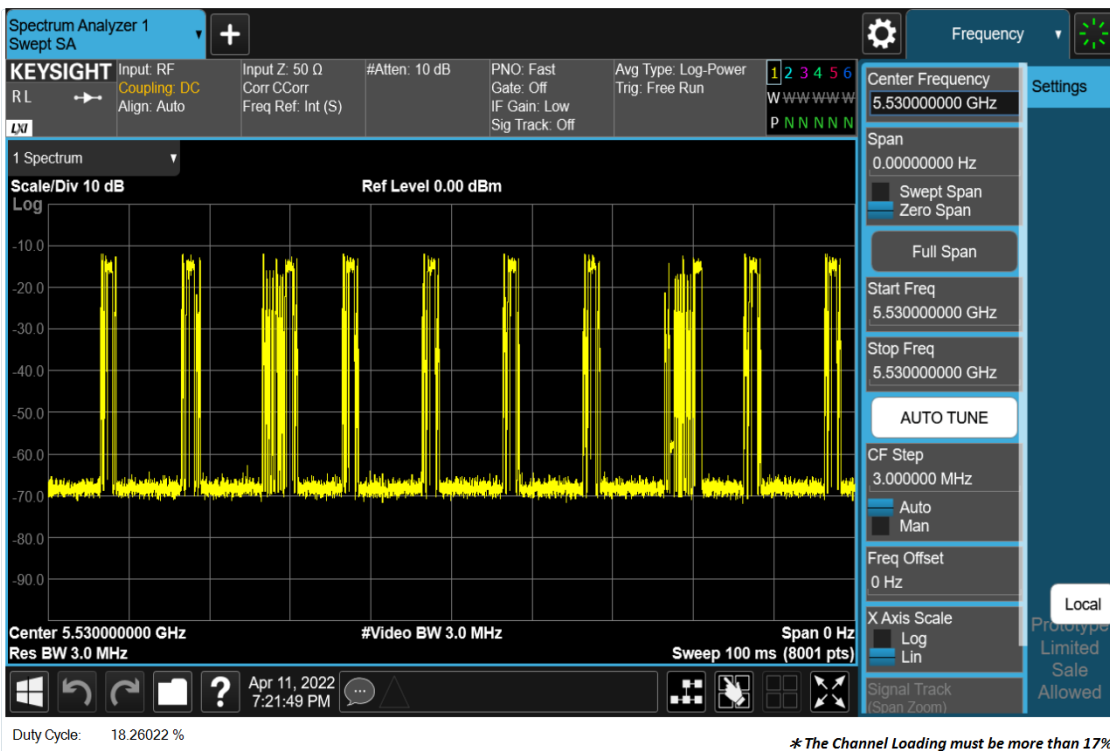 Spectrum Analyzer 1
Swept SA
Frequency
KEYSIGHT
RL
LXI
Input: RF
Coupling: DC
Align: Auto
Input Z: 50 Ω
Corr CCorr
Freq Ref: Int (S)
#Atten: 10 dB
PNO: Fast
Gate: Off
IF Gain: Low
Sig Track: Off
Avg Type: Log-Power
Trig: Free Run
1 2 3 4 5 6
W W W W W W
P N N N N N
1 Spectrum
Scale/Div 10 dB
Ref Level 0.00 dBm
Log
-10.0
-20.0
-30.0
-40.0
-50.0
-60.0
-70.0
-80.0
-90.0
Center 5.530000000 GHz
#Video BW 3.0 MHz
Span 0 Hz
Res BW 3.0 MHz
Sweep 100 ms (8001 pts)
Apr 11, 2022
7:21:49 PM
Center Frequency
5.530000000 GHz
Span
0.00000000 Hz
Swept Span
Zero Span
Full Span
Start Freq
5.530000000 GHz
Stop Freq
5.530000000 GHz
AUTO TUNE
CF Step
3.000000 MHz
Auto
Man
Freq Offset
0 Hz
X Axis Scale
Log
Lin
Signal Track
(Span Zoom)
Settings
Local
Prototype
Limited
Sale
Allowed
Duty Cycle: 18.26022 %
* The Channel Loading must be more than 17%